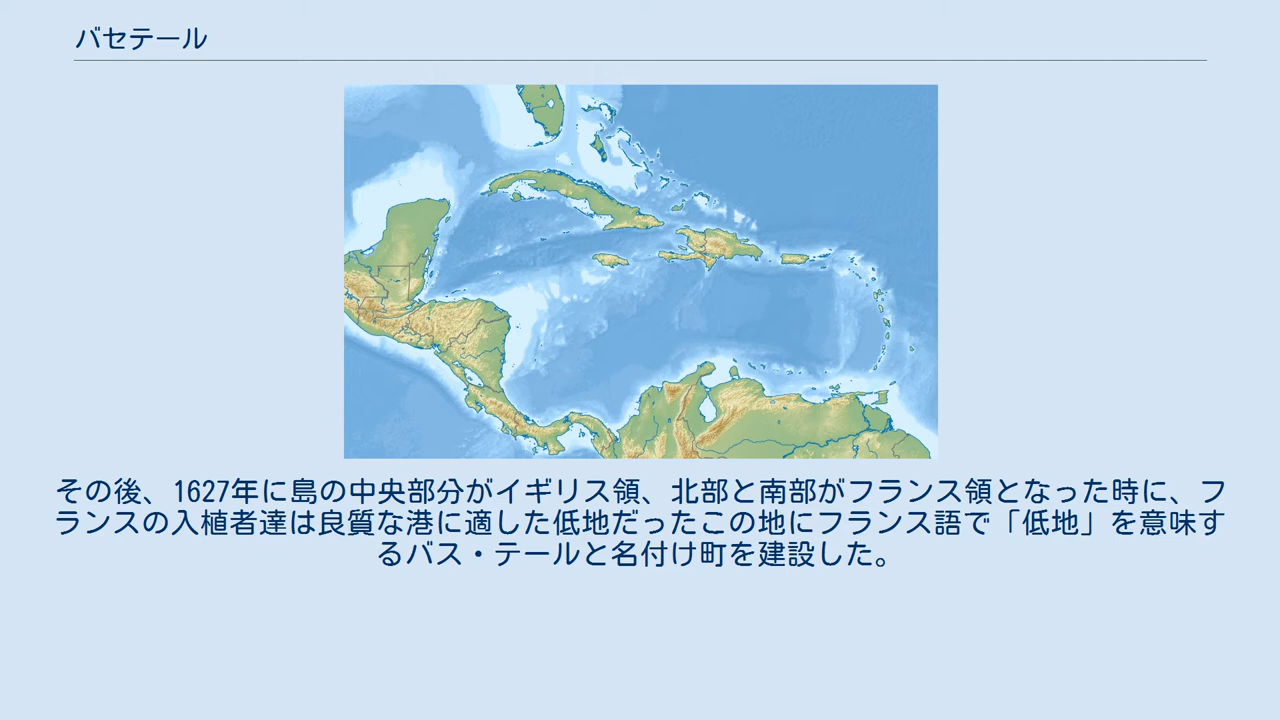 バセテール
その後、1627年に島の中央部分がイギリス領、北部と南部がフランス領となった時に、フ
ランスの入植者達は良質な港に適した低地だったこの地にフランス語で「低地」を意味す
るバス・テールと名付け町を建設した。